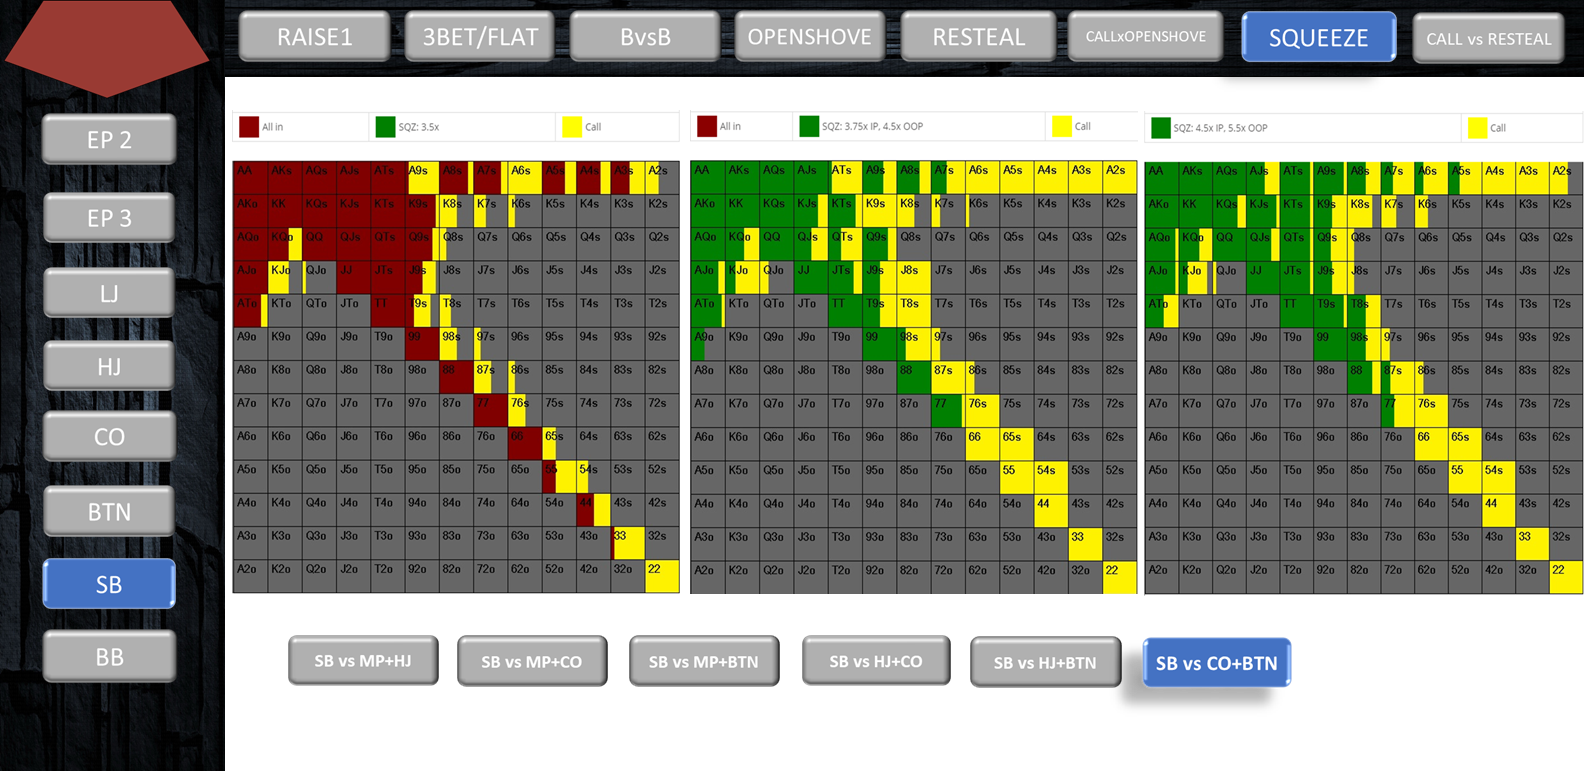 RAISE1
3BET/FLAT
BvsB
OPENSHOVE
RESTEAL
CALLxOPENSHOVE
SQUEEZE
CALL vs RESTEAL
EP 2
EP 3
LJ
HJ
CO
BTN
SB
BB
All in SQZ: 3.5x Call
AA AKs AQs AJs ATs A9s A8s A7s A6s A5s A4s A3s A2s
AKo KK KQs KJs KTs K9s K8s K7s K6s K5s K4s K3s K2s
AQo KQo QQ QJs QTs Q9s Q8s Q7s Q6s Q5s Q4s Q3s Q2s
AJo KJo QJo JJ JTs J9s J8s J7s J6s J5s J4s J3s J2s
ATo KTo QTo JTo TT T9s T8s T7s T6s T5s T4s T3s T2s
A9o K9o Q9o J9o T9o 99 98s 97s 96s 95s 94s 93s 92s
A8o K8o Q8o J8o T8o 98o 88 87s 86s 85s 84s 83s 82s
A7o K7o Q7o J7o T7o 97o 87o 77 76s 75s 74s 73s 72s
A6o K6o Q6o J6o T6o 96o 86o 76o 66 65s 64s 63s 62s
A5o K5o Q5o J5o T5o 95o 85o 75o 65o 55 54s 53s 52s
A4o K4o Q4o J4o T4o 94o 84o 74o 64o 54o 44 43s 42s
A3o K3o Q3o J3o T3o 93o 83o 73o 63o 53o 43o 33 32s
A2o K2o Q2o J2o T2o 92o 82o 72o 62o 52o 42o 32o 22
All in SQZ: 3.75x IP, 4.5x OOP Call
AA AKs AQs AJs ATs A9s A8s A7s A6s A5s A4s A3s A2s
AKo KK KQs KJs KTs K9s K8s K7s K6s K5s K4s K3s K2s
AQo KQo QQ QJs QTs Q9s Q8s Q7s Q6s Q5s Q4s Q3s Q2s
AJo KJo QJo JJ JTs J9s J8s J7s J6s J5s J4s J3s J2s
ATo KTo QTo JTo TT T9s T8s T7s T6s T5s T4s T3s T2s
A9o K9o Q9o J9o T9o 99 98s 97s 96s 95s 94s 93s 92s
A8o K8o Q8o J8o T8o 98o 88 87s 86s 85s 84s 83s 82s
A7o K7o Q7o J7o T7o 97o 87o 77 76s 75s 74s 73s 72s
A6o K6o Q6o J6o T6o 96o 86o 76o 66 65s 64s 63s 62s
A5o K5o Q5o J5o T5o 95o 85o 75o 65o 55 54s 53s 52s
A4o K4o Q4o J4o T4o 94o 84o 74o 64o 54o 44 43s 42s
A3o K3o Q3o J3o T3o 93o 83o 73o 63o 53o 43o 33 32s
A2o K2o Q2o J2o T2o 92o 82o 72o 62o 52o 42o 32o 22
SQZ: 4.5x IP, 5.5x OOP Call
AA AKs AQs AJs ATs A9s A8s A7s A6s A5s A4s A3s A2s
AKo KK KQs KJs KTs K9s K8s K7s K6s K5s K4s K3s K2s
AQo KQo QQ QJs QTs Q9s Q8s Q7s Q6s Q5s Q4s Q3s Q2s
AJo KJo QJo JJ JTs J9s J8s J7s J6s J5s J4s J3s J2s
ATo KTo QTo JTo TT T9s T8s T7s T6s T5s T4s T3s T2s
A9o K9o Q9o J9o T9o 99 98s 97s 96s 95s 94s 93s 92s
A8o K8o Q8o J8o T8o 98o 88 87s 86s 85s 84s 83s 82s
A7o K7o Q7o J7o T7o 97o 87o 77 76s 75s 74s 73s 72s
A6o K6o Q6o J6o T6o 96o 86o 76o 66 65s 64s 63s 62s
A5o K5o Q5o J5o T5o 95o 85o 75o 65o 55 54s 53s 52s
A4o K4o Q4o J4o T4o 94o 84o 74o 64o 54o 44 43s 42s
A3o K3o Q3o J3o T3o 93o 83o 73o 63o 53o 43o 33 32s
A2o K2o Q2o J2o T2o 92o 82o 72o 62o 52o 42o 32o 22
SB vs MP+HJ
SB vs MP+CO
SB vs MP+BTN
SB vs HJ+CO
SB vs HJ+BTN
SB vs CO+BTN